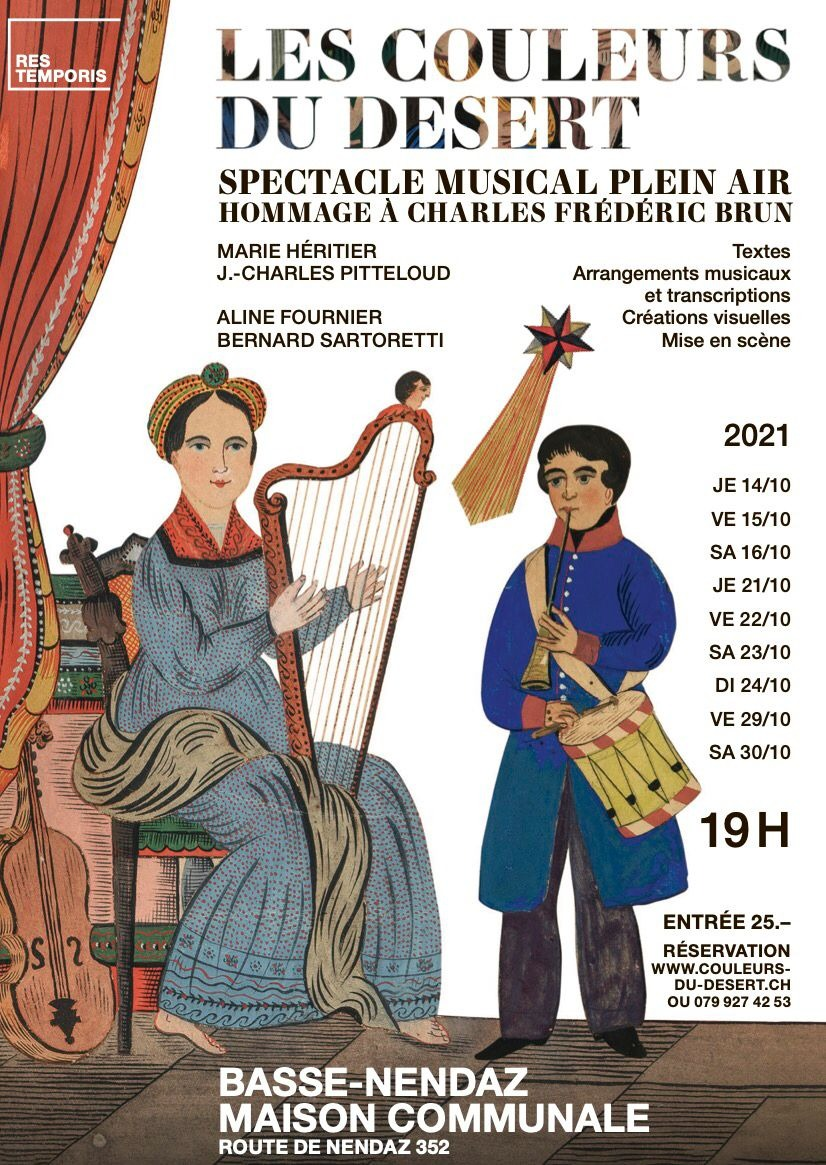 RES
TEMPORIS
LES COULEURS
DU DESERT
SPECTACLE MUSICAL PLEIN AIR
HOMMAGE À CHARLES FRÉDÉRIC BRUN
MARIE HÉRITIER Textes
J.-CHARLES PITTELOUD Arrangements musicaux
et transcriptions
ALINE FOURNIER Créations visuelles
BERNARD SARTORETTI Mise en scène
2021
JE 14/10
VE 15/10
SA 16/10
JE 21/10
VE 22/10
SA 23/10
DI 24/10
VE 29/10
SA 30/10
19 H
ENTRÉE 25.–
RÉSERVATION
WWW.COULEURS-
DU-DESERT.CH
OU 079 927 42 53
BASSE-NENDAZ
MAISON COMMUNALE
ROUTE DE NENDAZ 352